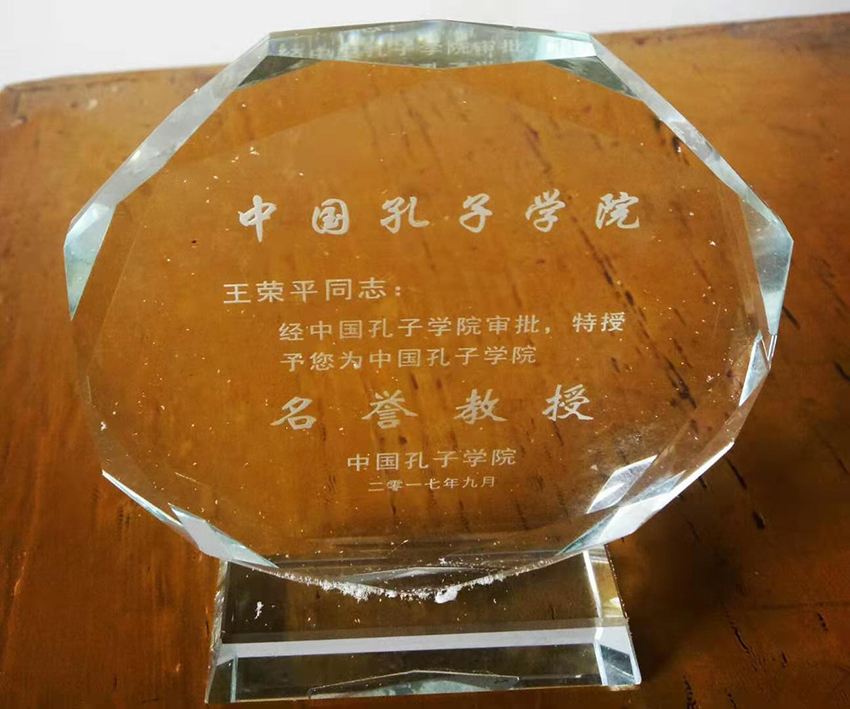 中国孔子学院
王荣平同志：
经中国孔子学院审批，特授
予您为中国孔子学院
名誉教授
中国孔子学院
二零一七年九月